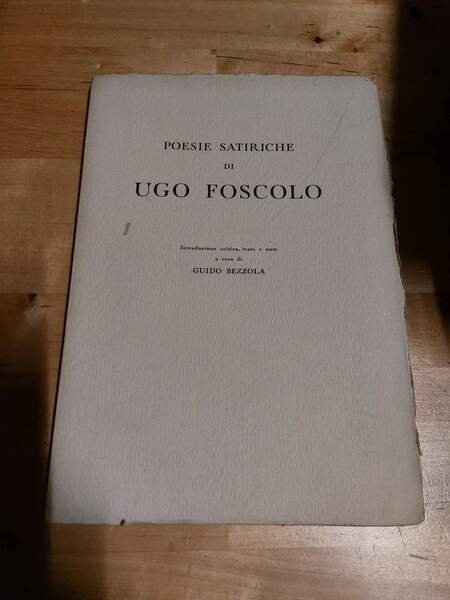 POESIE SATIRICHE
DI
UGO FOSCOLO
Introduzione critica, testo e note
a cura di
GUIDO BEZZOLA